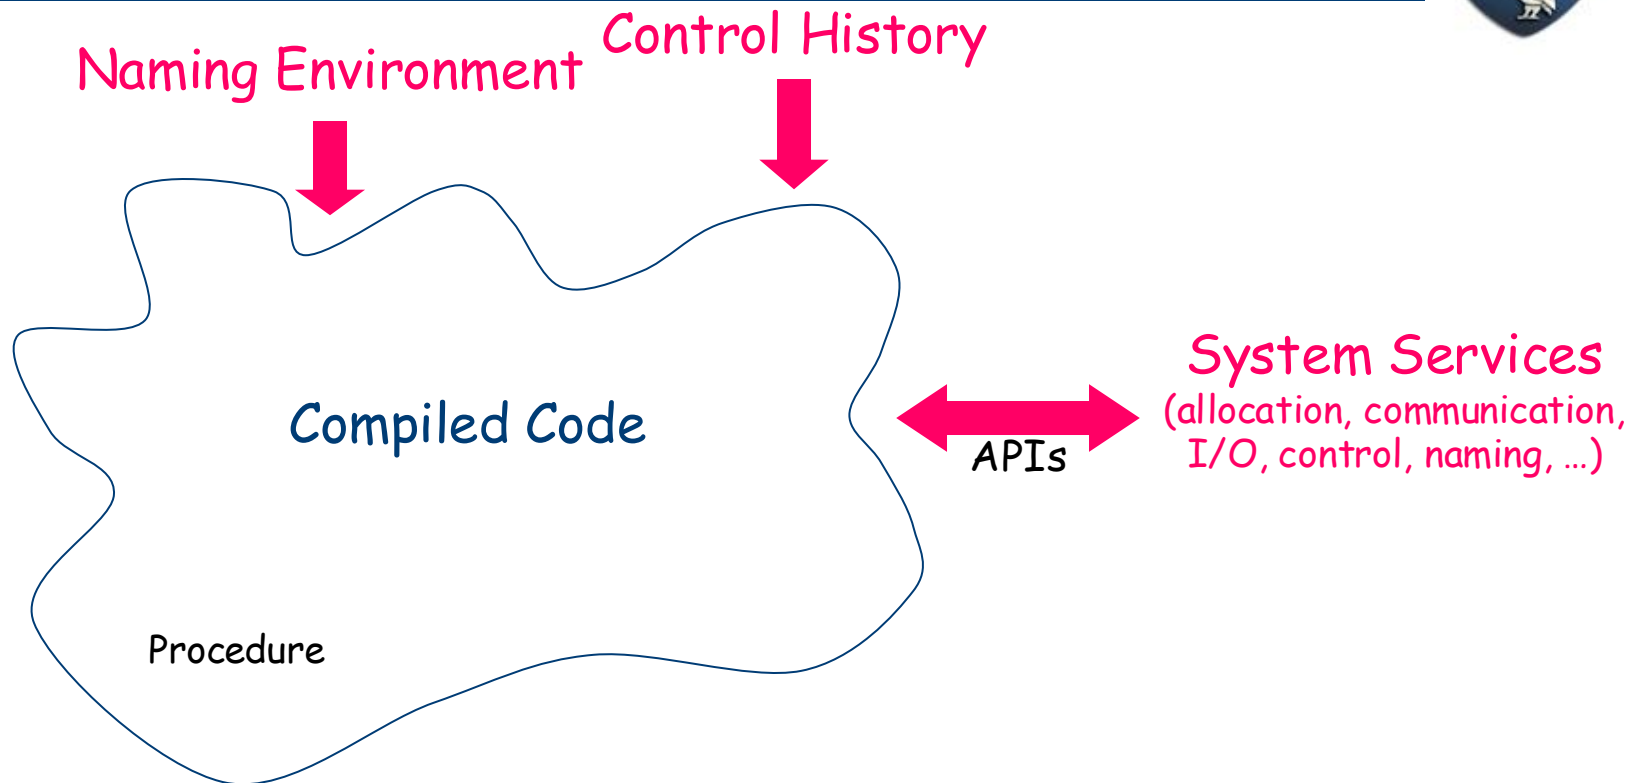 Control History
Naming Environment
System Services
(allocation, communication,
I/O, control, naming, …)
Compiled Code
APIs
Procedure